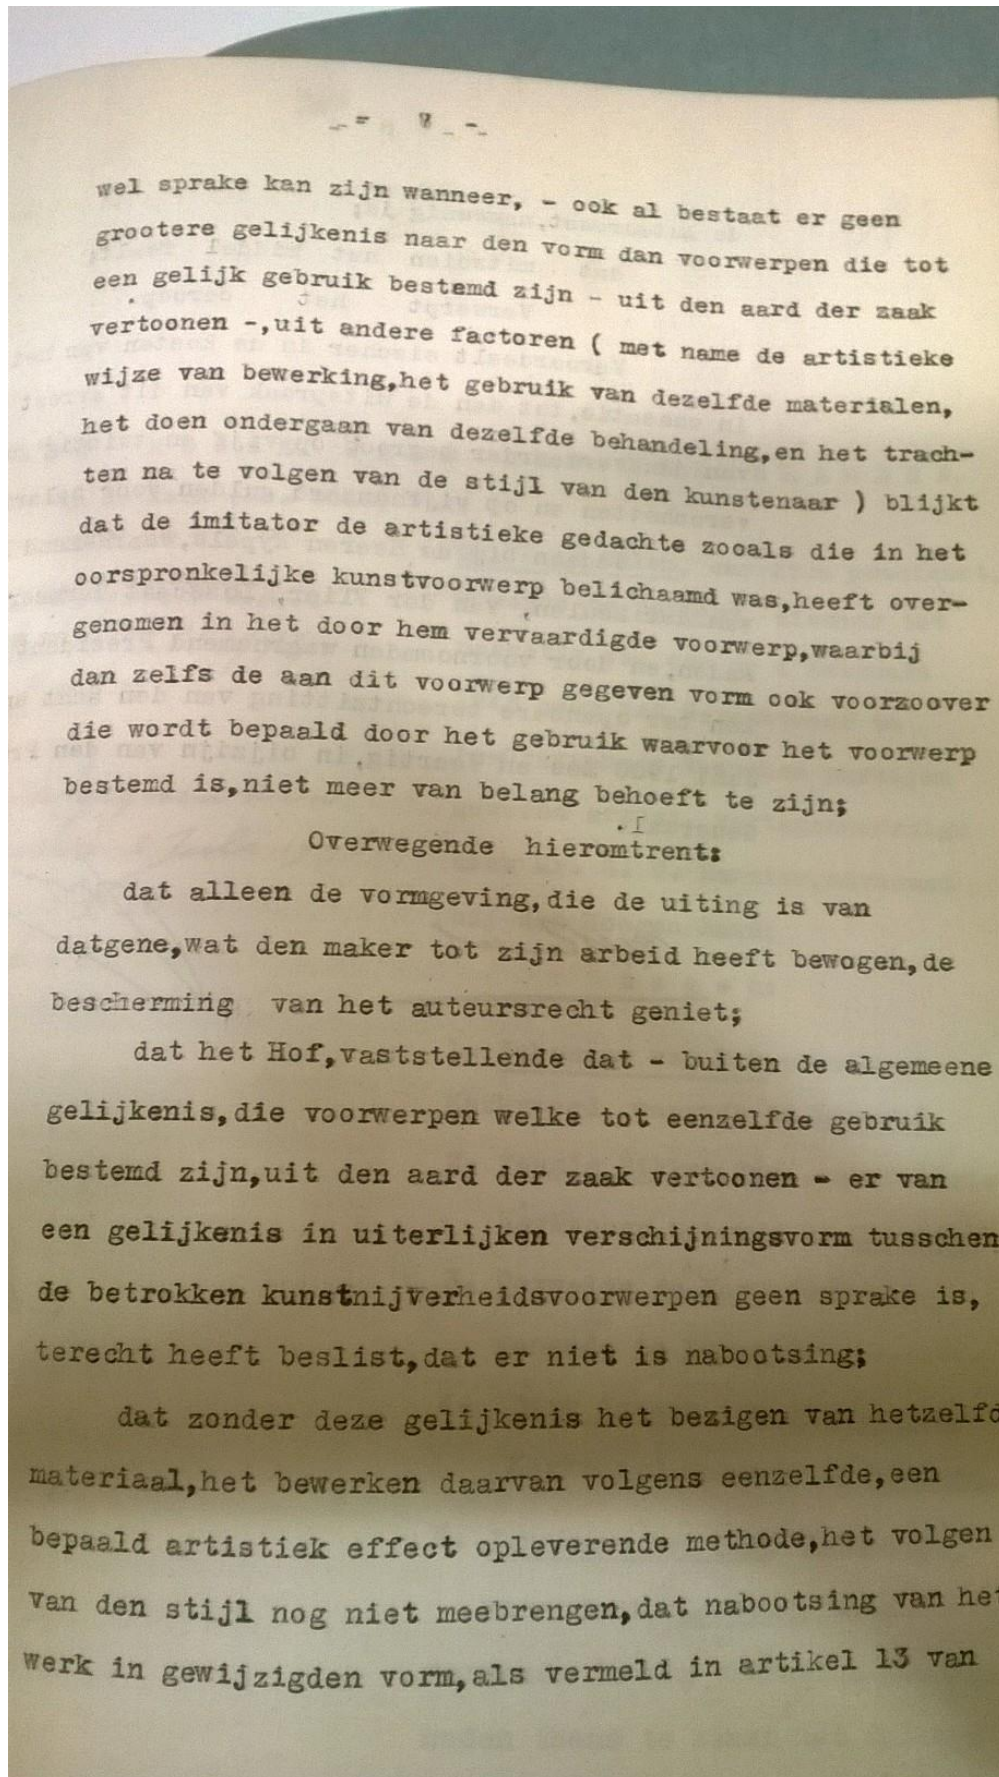 wel sprake kan zijn wanneer, - ook al bestaat er geen
grootere gelijkenis naar den vorm dan voorwerpen die tot
een gelijk gebruik bestemd zijn - uit den aard der zaak
vertoonen -,uit andere factoren ( met name de artistieke
wijze van bewerking,het gebruik van dezelfde materialen,
het doen ondergaan van dezelfde behandeling,en het trach-
ten na te volgen van de stijl van den kunstenaar ) blijkt
dat de imitator de artistieke gedachte zooals die in het
oorspronkelijke kunstvoorwerp belichaamd was,heeft over-
genomen in het door hem vervaardigde voorwerp,waarbij
dan zelfs de aan dit voorwerp gegeven vorm ook voorzoover
die wordt bepaald door het gebruik waarvoor het voorwerp
bestemd is,niet meer van belang behoeft te zijn;
Overwegende hieromtrent:
dat alleen de vormgeving,die de uiting is van
datgene,wat den maker tot zijn arbeid heeft bewogen,de
bescherming van het auteursrecht geniet;
dat het Hof,vaststellende dat - buiten de algemeene
gelijkenis,die voorwerpen welke tot eenzelfde gebruik
bestemd zijn,uit den aard der zaak vertoonen - er van
een gelijkenis in uiterlijken verschijningsvorm tusschen
de betrokken kunstnijverheidsvoorwerpen geen sprake is,
terecht heeft beslist,dat er niet is nabootsing;
dat zonder deze gelijkenis het bezigen van hetzelfd
materiaal,het bewerken daarvan volgens eenzelfde,een
bepaald artistiek effect opleverende methode,het volgen
van den stijl nog niet meebrengen,dat nabootsing van het
werk in gewijzigden vorm,als vermeld in artikel 13 van